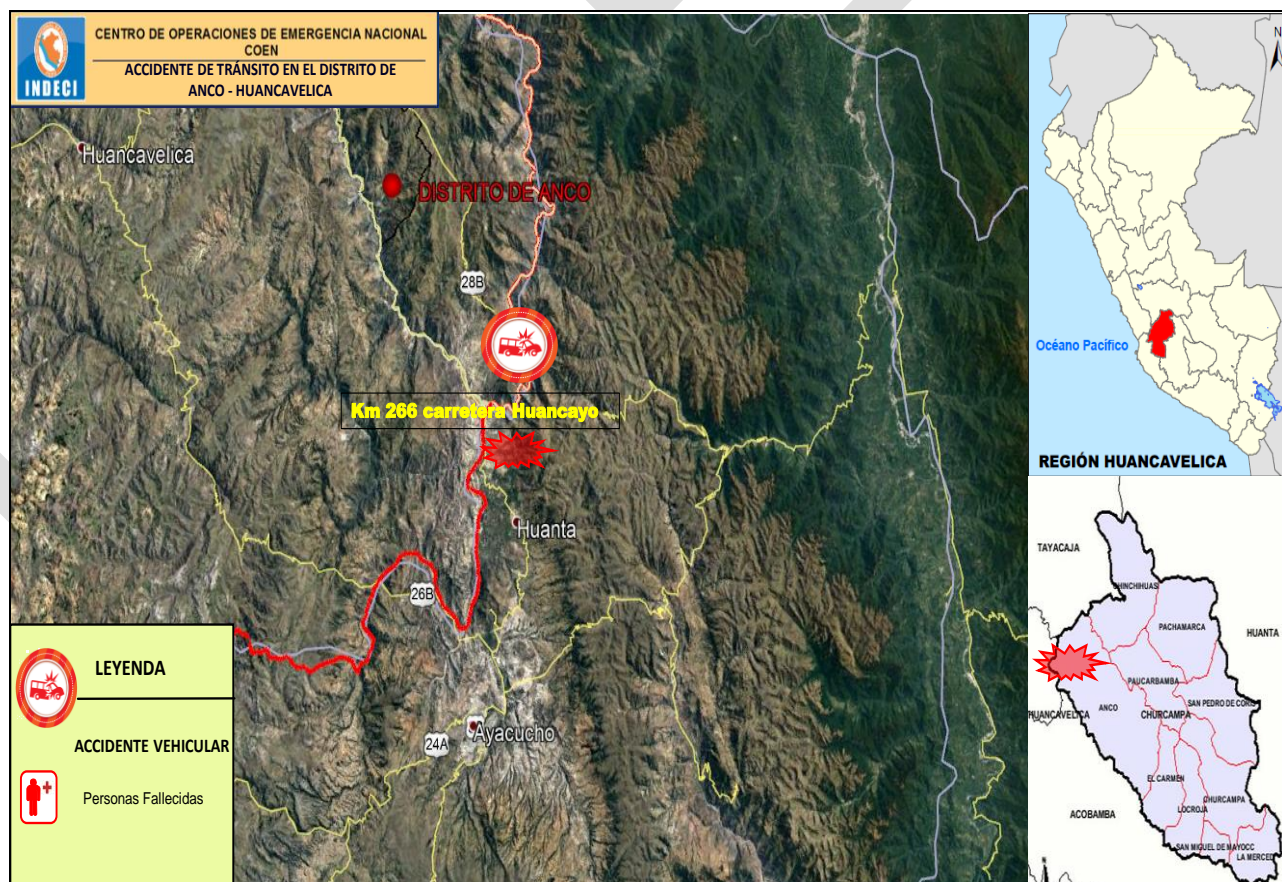 CENTRO DE OPERACIONES DE EMERGENCIA NACIONAL
COEN
ACCIDENTE DE TRÁNSITO EN EL DISTRITO DE
ANCO - HUANCAVELICA
INDECI
Huancavelica
DISTRITO DE ANCO
28B
Km 266 carretera Huancayo
Huanta
26B
24A
Ayacucho
LEYENDA
ACCIDENTE VEHICULAR
Personas Fallecidas
N
Océano Pacífico
REGIÓN HUANCAVELICA
TAYACAJA
CHINCHIHUAS
PACHAMARCA
HUANTA
PAUCARBAMBA
SAN PEDRO DE CORIS
ANCO
HUANCAVELICA
CHURCAMPA
EL CARMEN
CHURCAMPA
LOCROJA
ACOBAMBA
SAN MIGUEL DE MAYOCC
LA MERCED